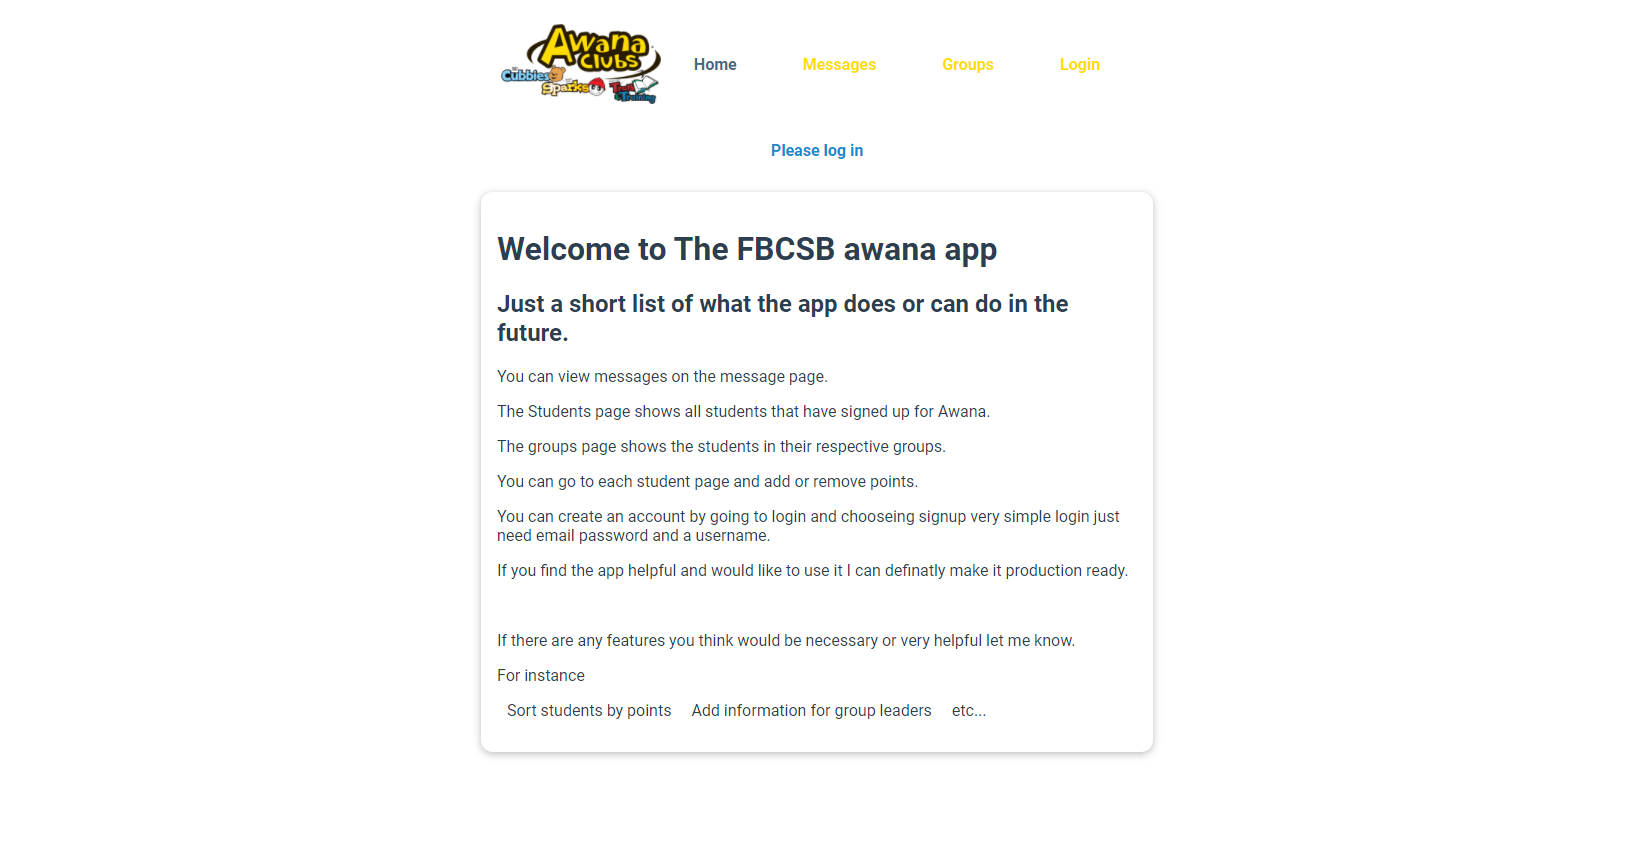 Awana
Clubs
Cubbies
Sparks
Truth
&Training
Home
Messages
Groups
Login
Please log in
Welcome to The FBCSB awana app
Just a short list of what the app does or can do in the
future.
You can view messages on the message page.
The Students page shows all students that have signed up for Awana.
The groups page shows the students in their respective groups.
You can go to each student page and add or remove points.
You can create an account by going to login and chooseing signup very simple login just
need email password and a username.
If you find the app helpful and would like to use it I can definatly make it production ready.
If there are any features you think would be necessary or very helpful let me know.
For instance
Sort students by points Add information for group leaders etc...